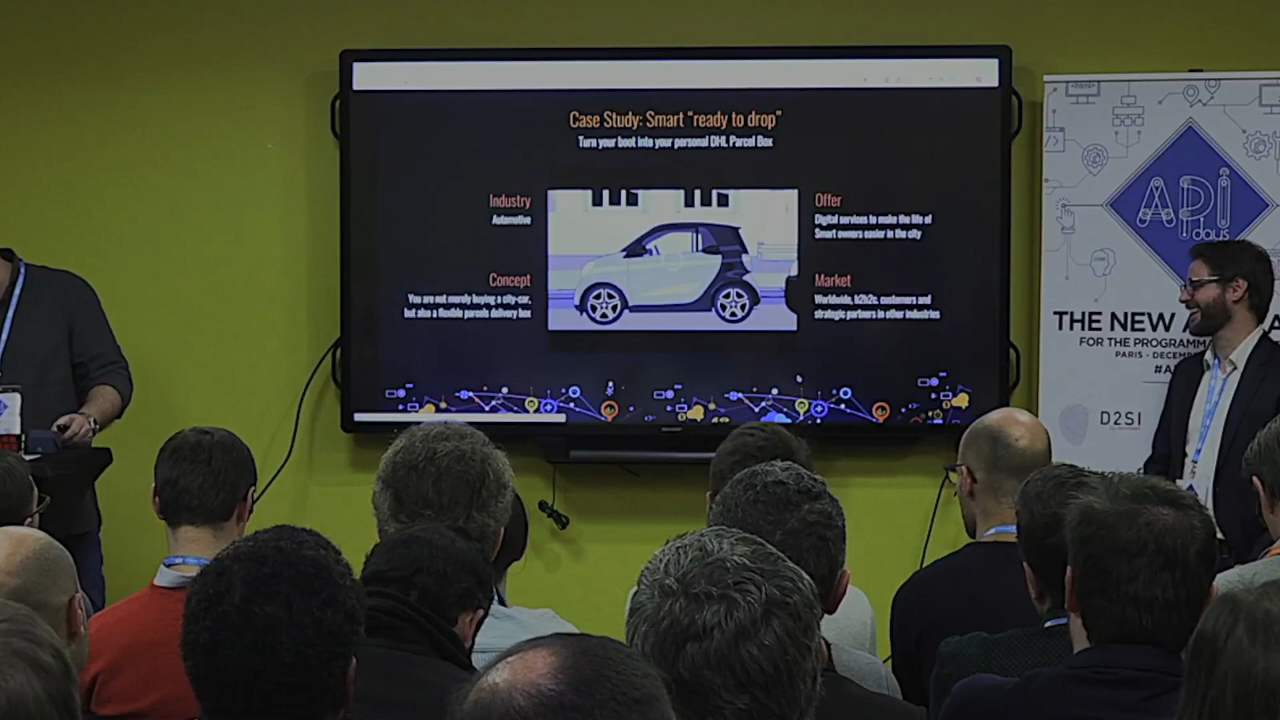 Case Study: Smart “ready to drop”
Turn your boot into your personal DHL Parcel Box
Industry
Automotive
Concept
You are not merely buying a city-car,
but also a flexible parcels delivery box
Offer
Digital services to make the life of
Smart owners easier in the city
Market
Worldwide, b2b2c, customers and
strategic partners in other industries
SHARP
API
days
THE NEW A
FOR THE PROGRAMM
PARIS - DECEMB
#A
D2SI